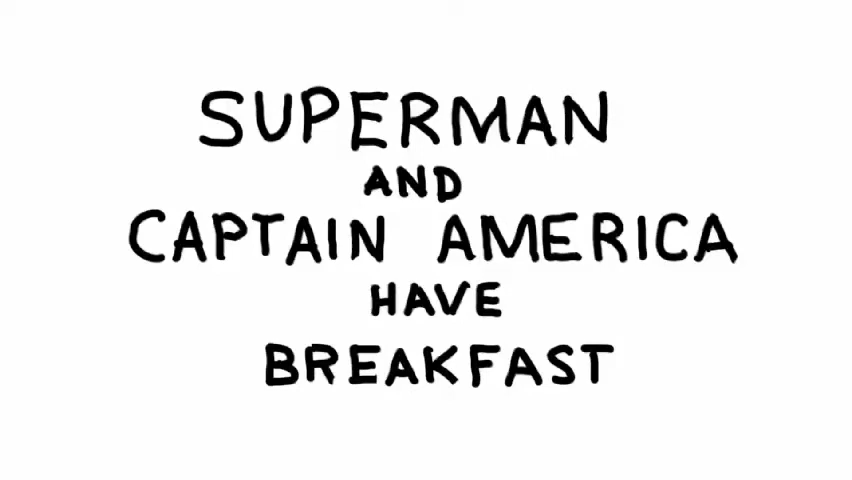 SUPERMAN
AND
CAPTAIN AMERICA
HAVE
BREAKFAST